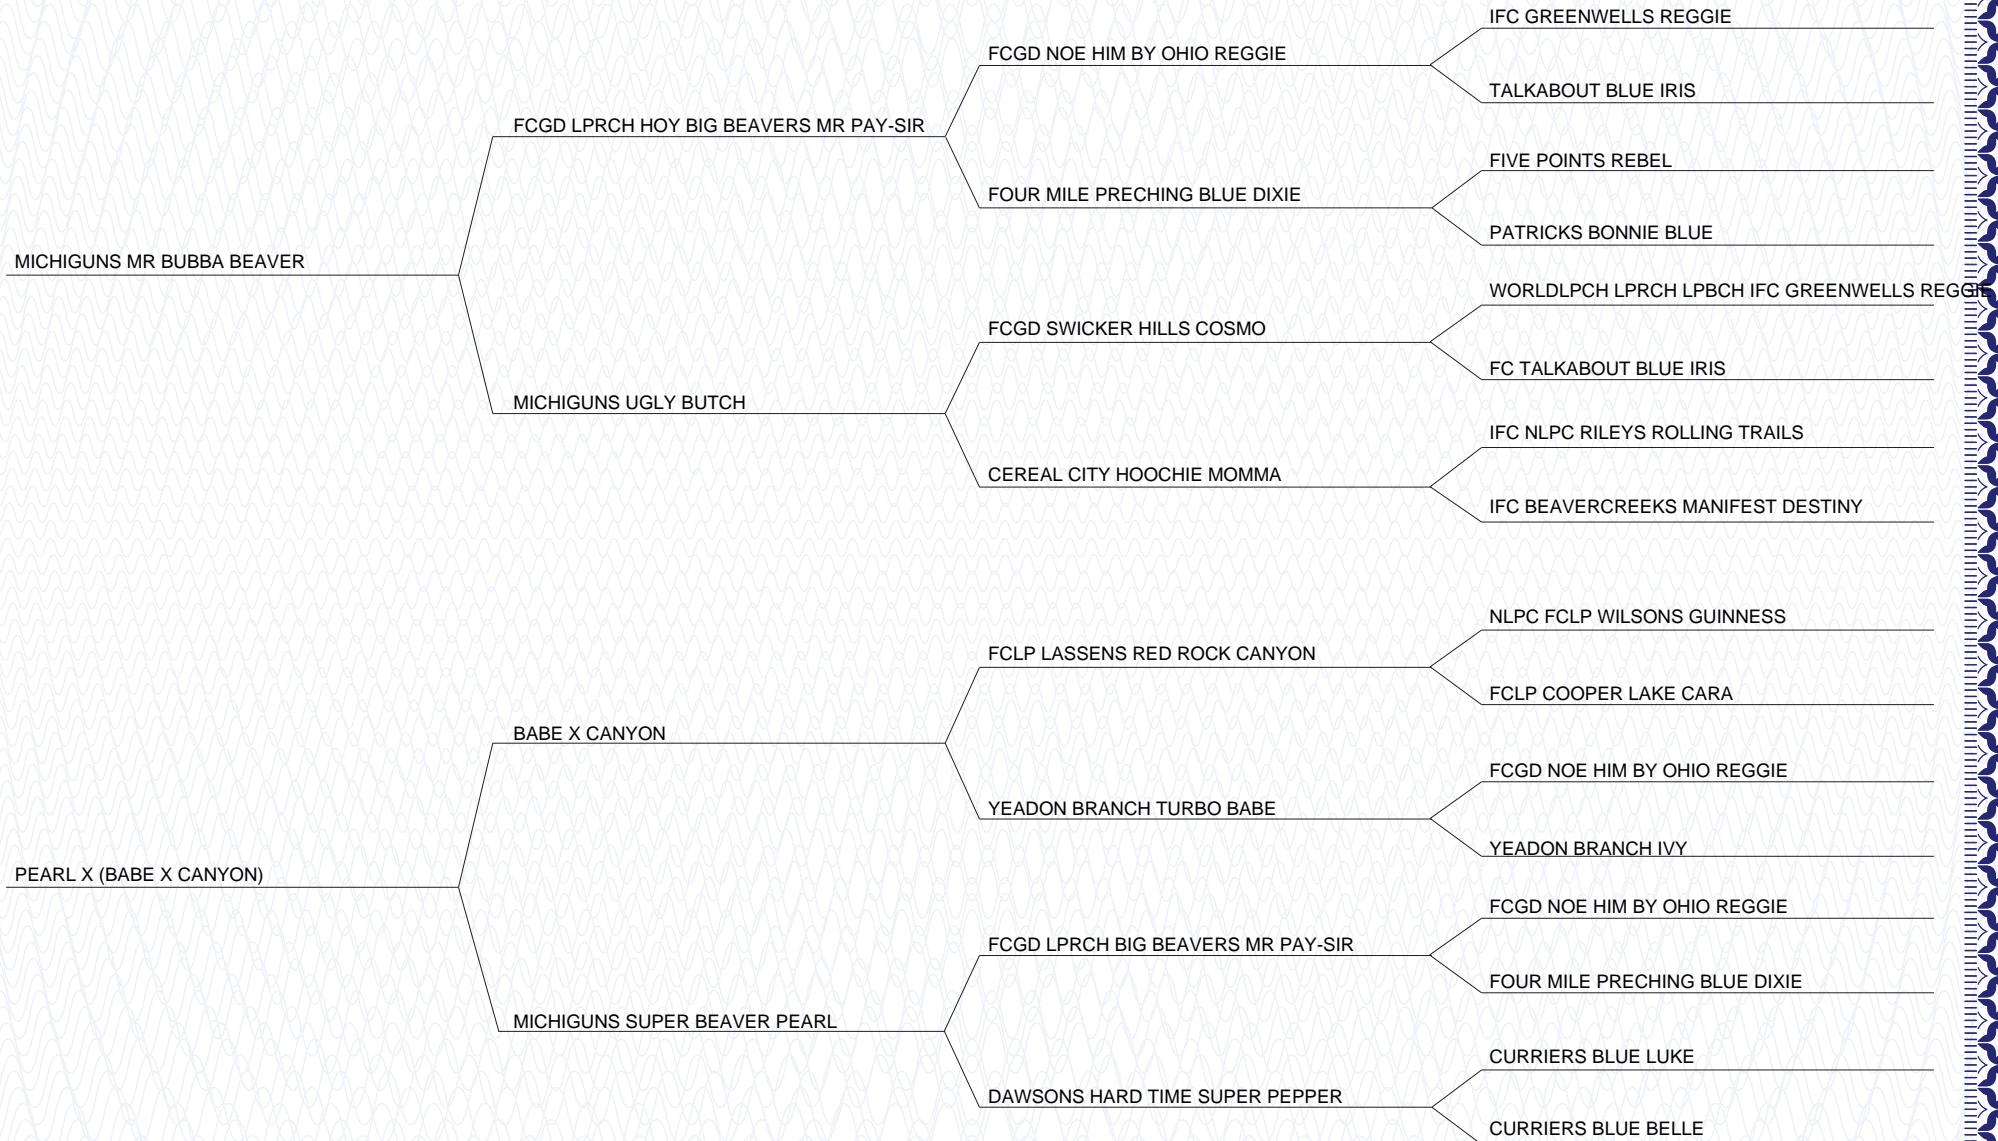 IFC GREENWELLS REGGIE
FCGD NOE HIM BY OHIO REGGIE
TALKABOUT BLUE IRIS
FCGD LPRCH HOY BIG BEAVERS MR PAY-SIR
FIVE POINTS REBEL
FOUR MILE PRECHING BLUE DIXIE
PATRICKS BONNIE BLUE
MICHIGUNS MR BUBBA BEAVER
WORLDLPCH LPRCH LPBCH IFC GREENWELLS REGGIE
FCGD SWICKER HILLS COSMO
FC TALKABOUT BLUE IRIS
MICHIGUNS UGLY BUTCH
IFC NLPC RILEYS ROLLING TRAILS
CEREAL CITY HOOCHIE MOMMA
IFC BEAVERCREEKS MANIFEST DESTINY
NLPC FCLP WILSONS GUINNESS
FCLP LASSENS RED ROCK CANYON
FCLP COOPER LAKE CARA
BABE X CANYON
FCGD NOE HIM BY OHIO REGGIE
YEADON BRANCH TURBO BABE
YEADON BRANCH IVY
PEARL X (BABE X CANYON)
FCGD NOE HIM BY OHIO REGGIE
FCGD LPRCH BIG BEAVERS MR PAY-SIR
FOUR MILE PRECHING BLUE DIXIE
MICHIGUNS SUPER BEAVER PEARL
CURRIERS BLUE LUKE
DAWSONS HARD TIME SUPER PEPPER
CURRIERS BLUE BELLE